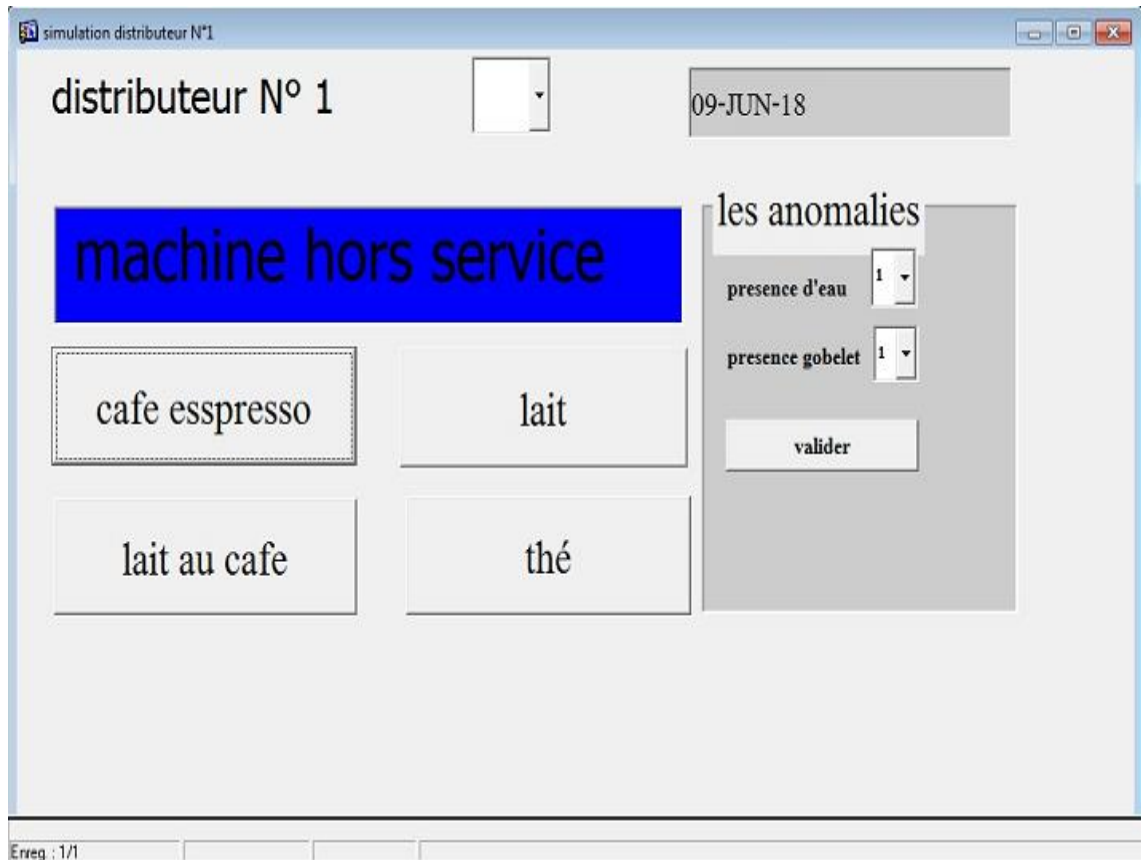 simulation distributeur N°1
distributeur N° 1
09-JUN-18
machine hors service
les anomalies
presence d'eau 1
presence gobelet 1
valider
cafe esspresso
lait
lait au cafe
thé
Enreg. : 1/1